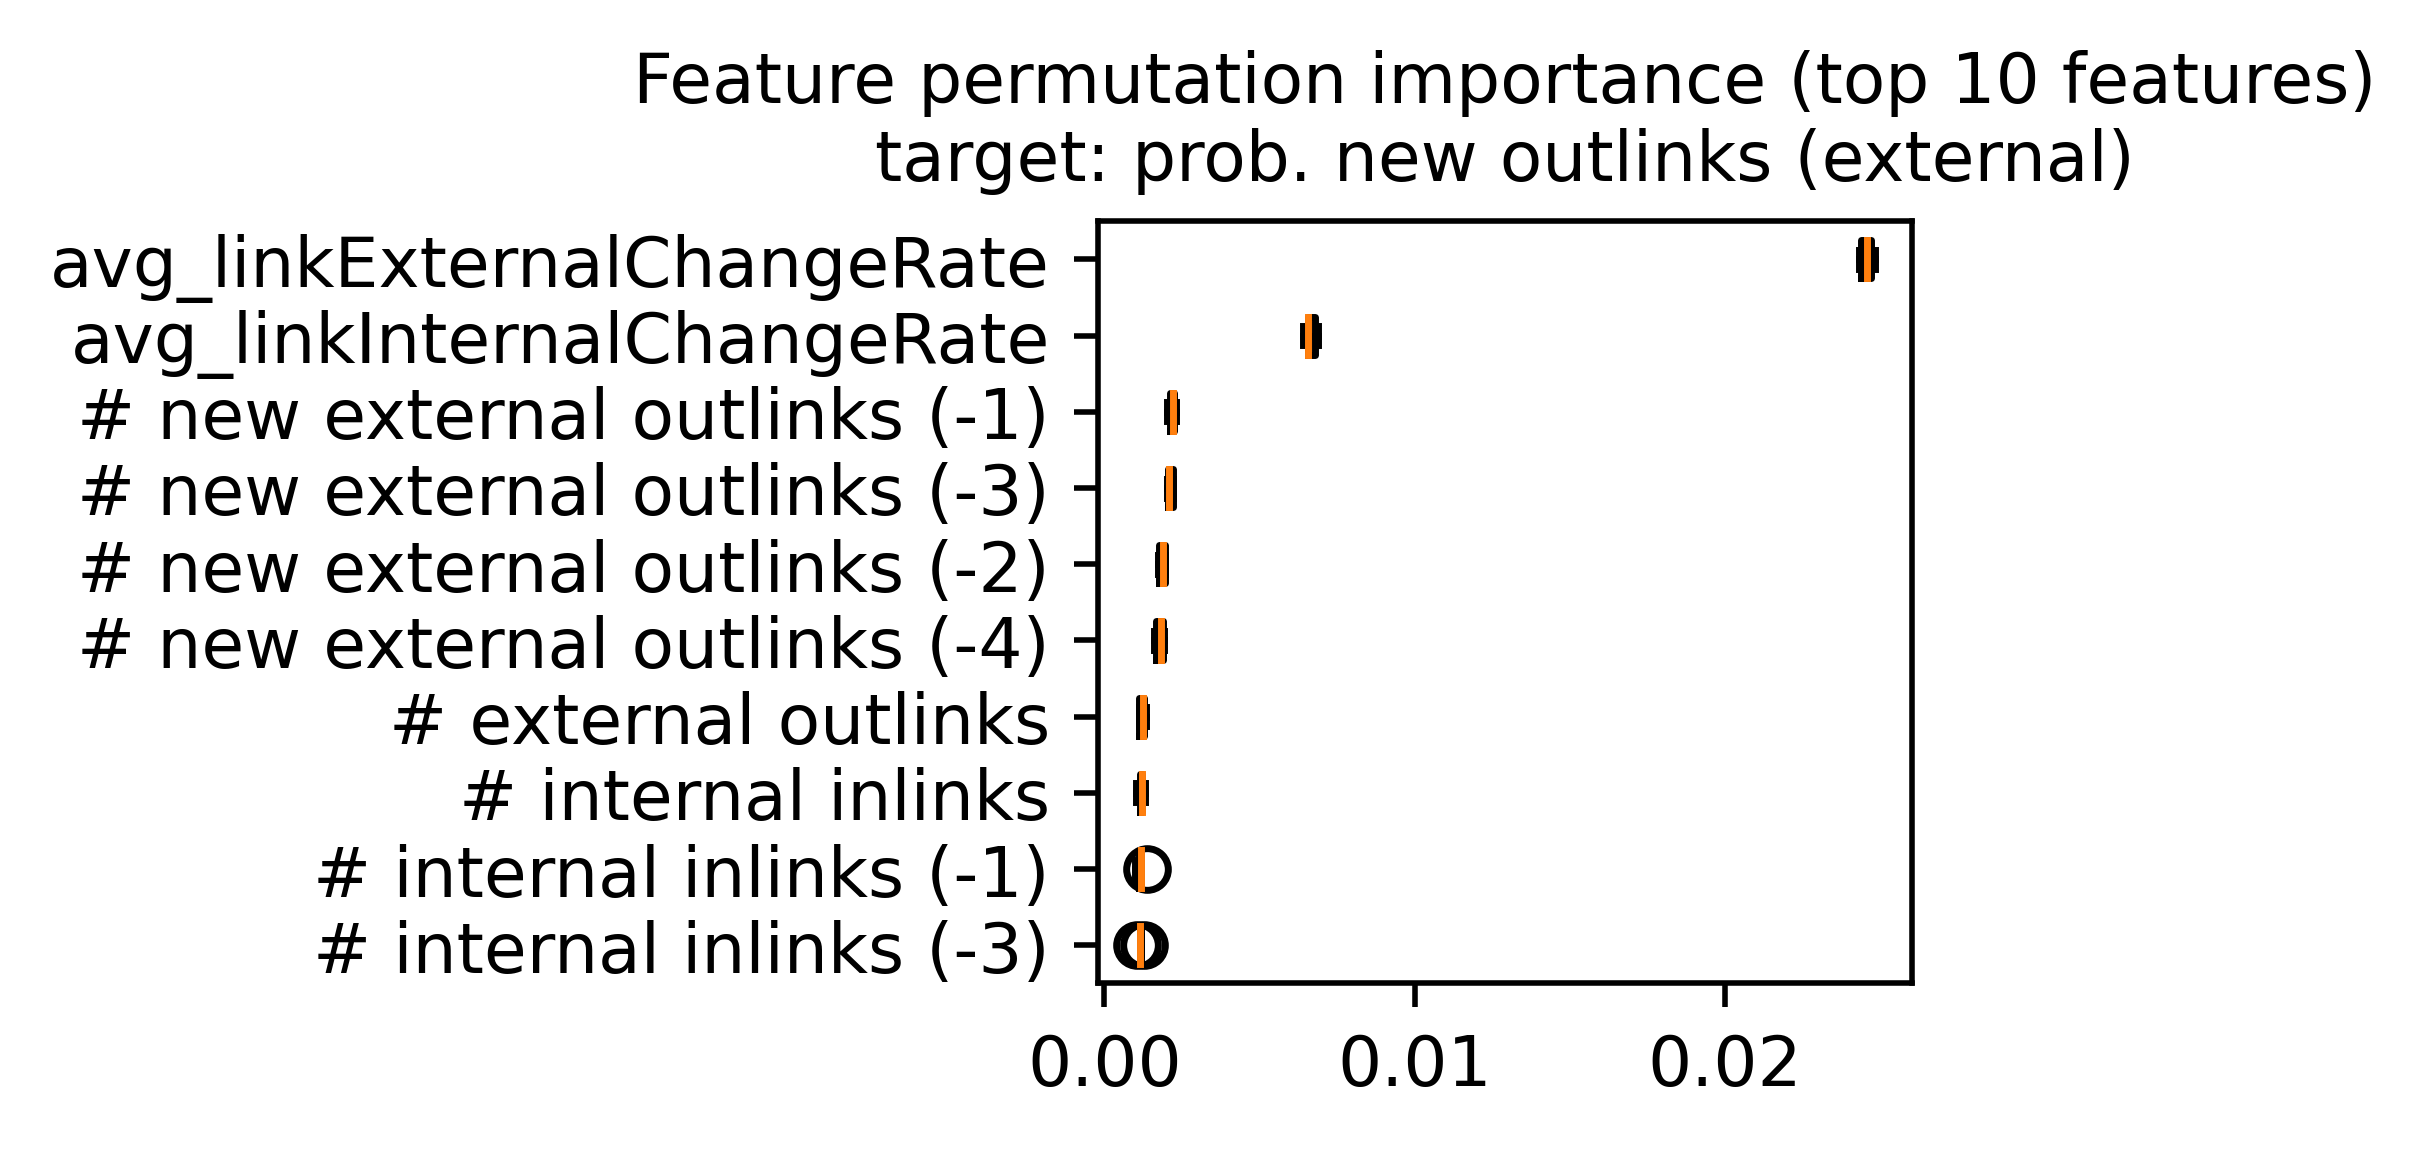 Feature permutation importance (top 10 features)
target: prob. new outlinks (external)
avg_linkExternalChangeRate
avg_linkInternalChangeRate
# new external outlinks (-1)
# new external outlinks (-3)
# new external outlinks (-2)
# new external outlinks (-4)
# external outlinks
# internal inlinks
# internal inlinks (-1)
# internal inlinks (-3)
0.00 0.01 0.02